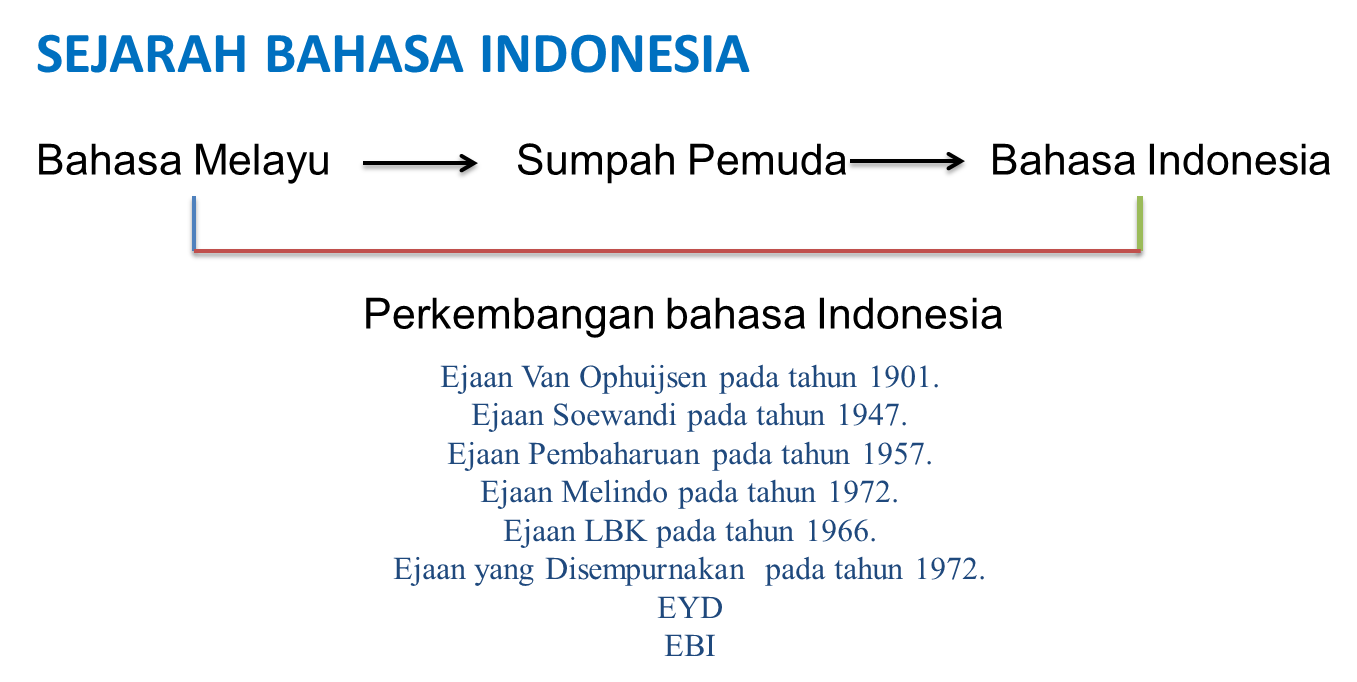 SEJARAH BAHASA INDONESIA
Bahasa Melayu Sumpah Pemuda Bahasa Indonesia
Perkembangan bahasa Indonesia
Ejaan Van Ophuijsen pada tahun 1901.
Ejaan Soewandi pada tahun 1947.
Ejaan Pembaharuan pada tahun 1957.
Ejaan Melindo pada tahun 1972.
Ejaan LBK pada tahun 1966.
Ejaan yang Disempurnakan pada tahun 1972.
EYD
EBI